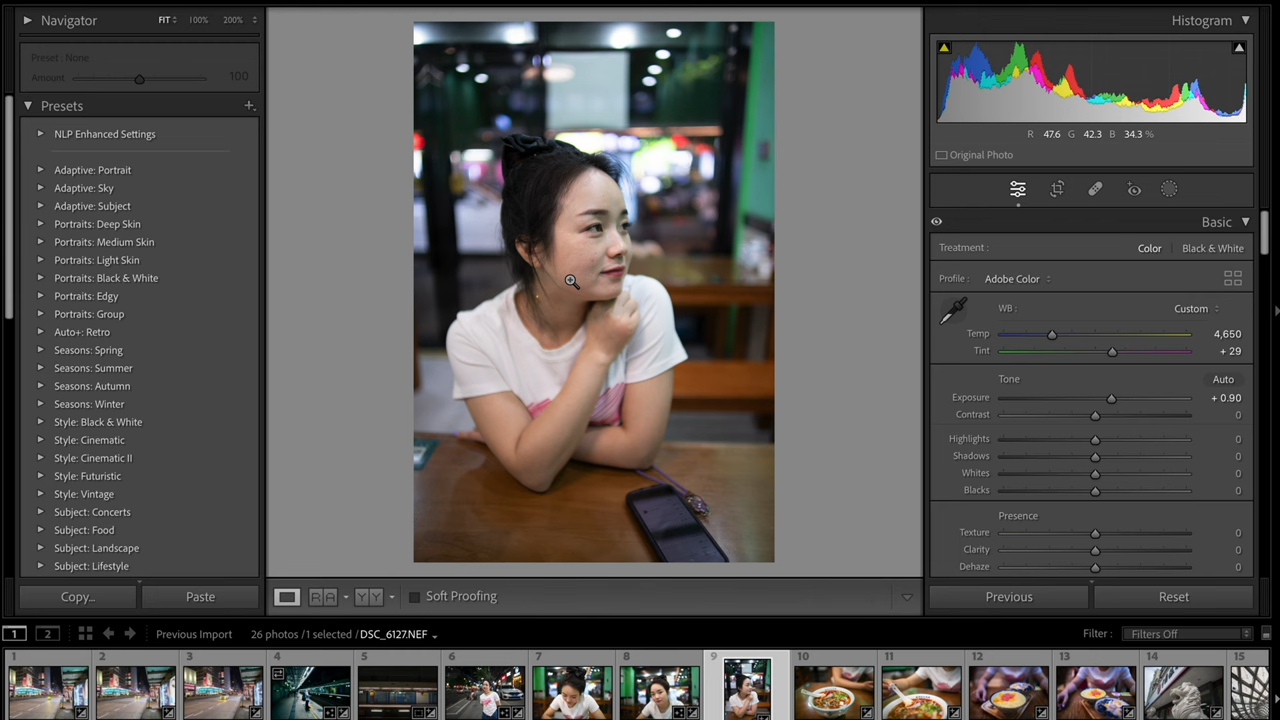 Navigator FIT 100% 200%
Preset : None
Amount 100
Presets
NLP Enhanced Settings
Adaptive: Portrait
Adaptive: Sky
Adaptive: Subject
Portraits: Deep Skin
Portraits: Medium Skin
Portraits: Light Skin
Portraits: Black & White
Portraits: Edgy
Portraits: Group
Auto+: Retro
Seasons: Spring
Seasons: Summer
Seasons: Autumn
Seasons: Winter
Style: Black & White
Style: Cinematic
Style: Cinematic II
Style: Futuristic
Style: Vintage
Subject: Concerts
Subject: Food
Subject: Landscape
Subject: Lifestyle
Copy... Paste
R A Y Y Soft Proofing
Histogram
R 47.6 G 42.3 B 34.3 %
Original Photo
Basic
Treatment : Color Black & White
Profile : Adobe Color
WB : Custom
Temp 4,650
Tint + 29
Tone Auto
Exposure + 0.90
Contrast 0
Highlights 0
Shadows 0
Whites 0
Blacks 0
Presence
Texture 0
Clarity 0
Dehaze 0
Previous Reset
1 2 Previous Import 26 photos / 1 selected / DSC_6127.NEF Filter : Filters Off
1 2 3 4 5 6 7 8 9 10 11 12 13 14 15